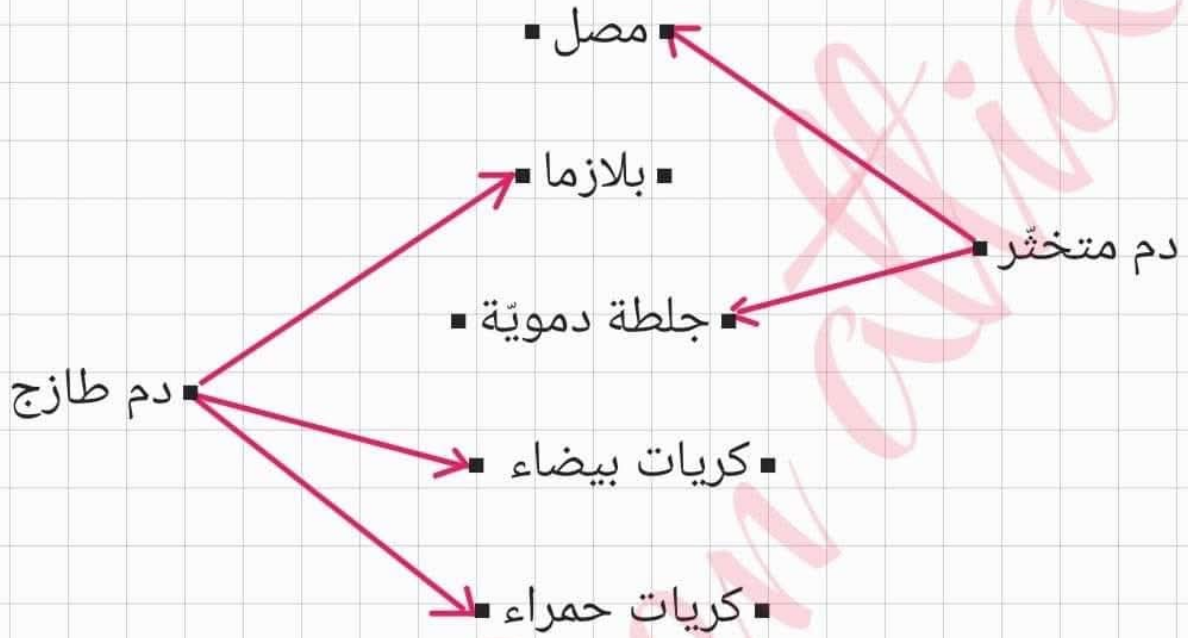 مصل
بلازما
دم متخثّر
جلطة دمويّة
دم طازج
كريات بيضاء
كريات حمراء